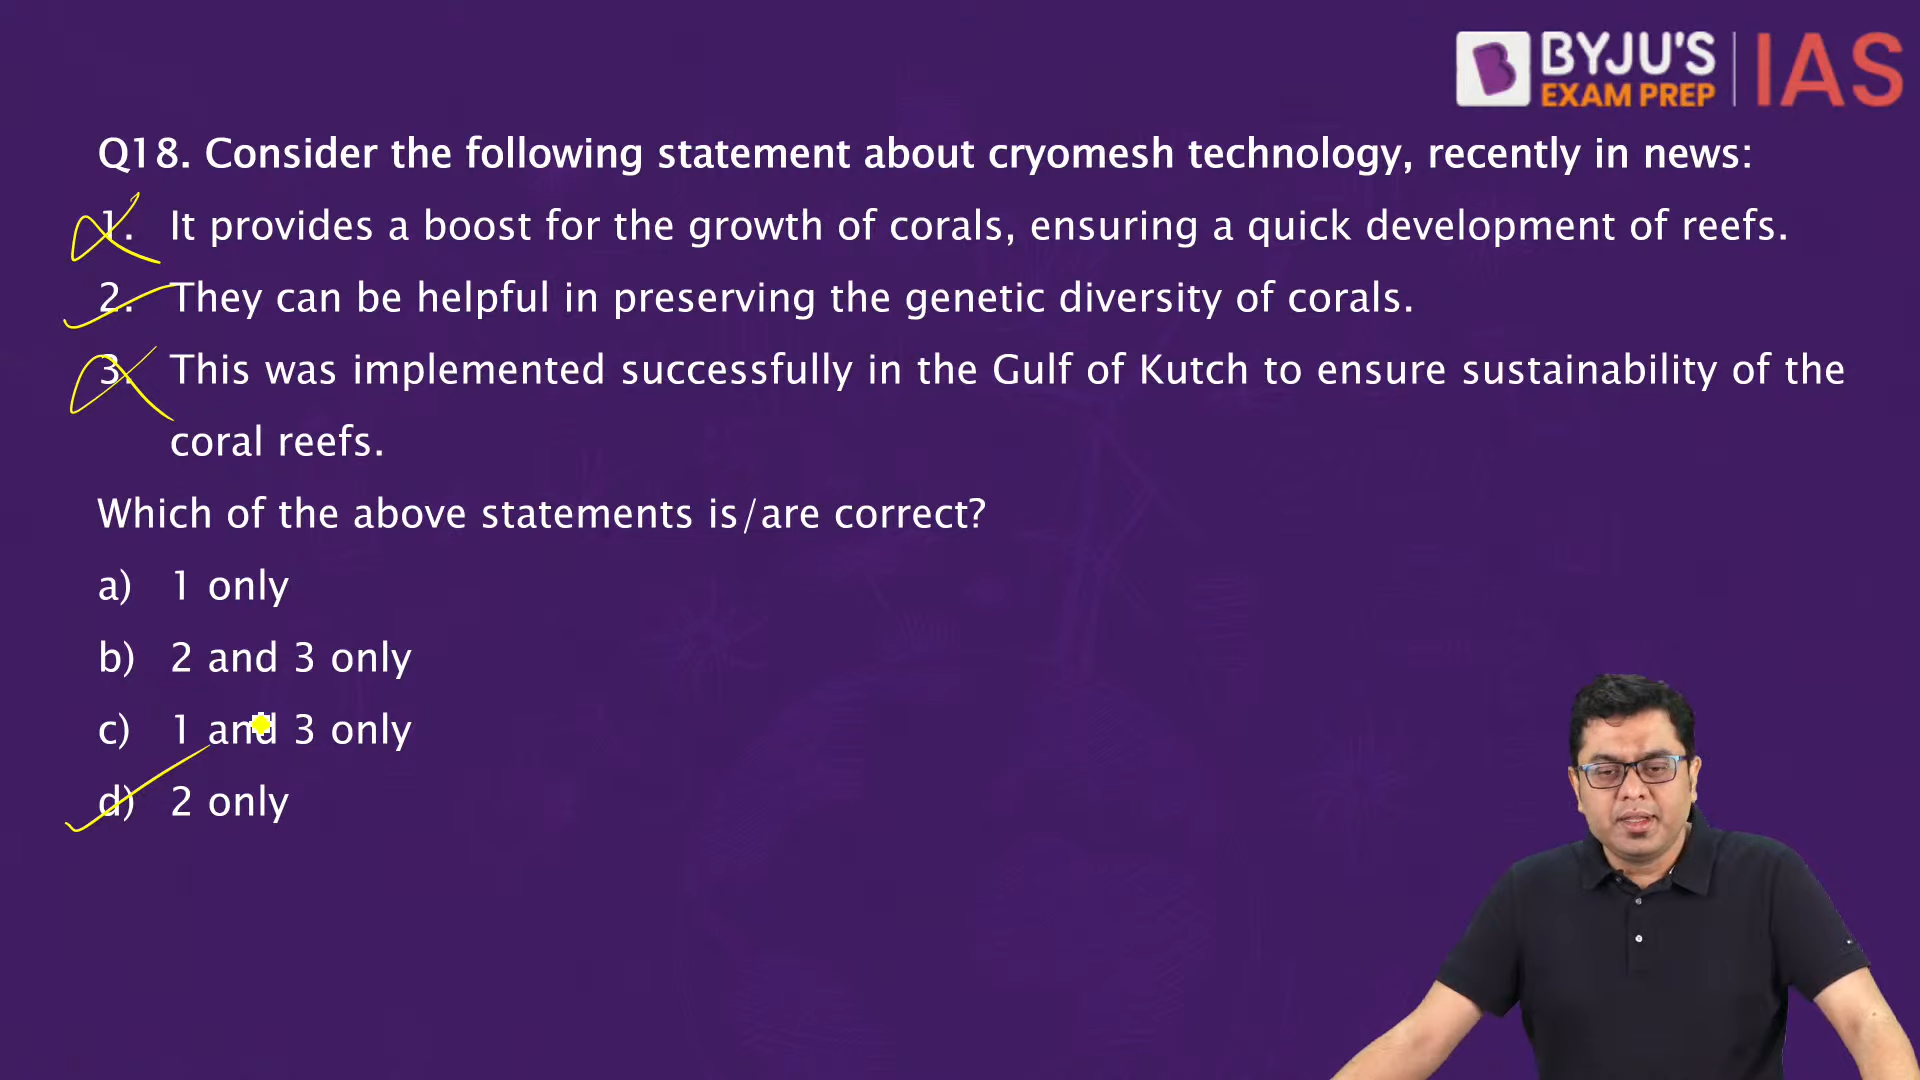 BYJU'S
EXAM PREP
IAS
Q18. Consider the following statement about cryomesh technology, recently in news:
1. It provides a boost for the growth of corals, ensuring a quick development of reefs.
2. They can be helpful in preserving the genetic diversity of corals.
3. This was implemented successfully in the Gulf of Kutch to ensure sustainability of the
coral reefs.
Which of the above statements is/are correct?
a) 1 only
b) 2 and 3 only
c) 1 and 3 only
d) 2 only